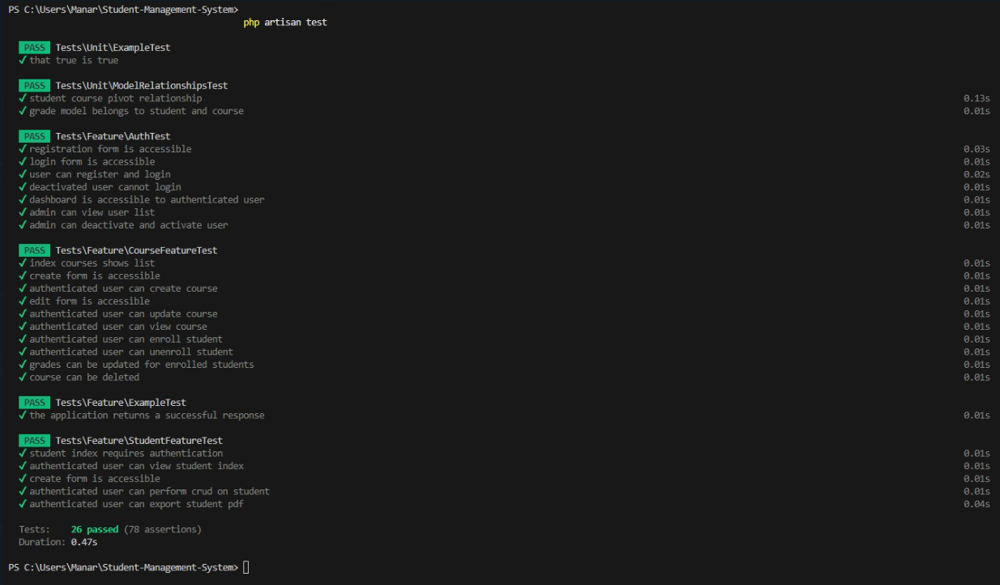 PS C:\Users\Manar\Student-Management-System>
php artisan test
PASS Tests\Unit\ExampleTest
✓ that true is true
PASS Tests\Unit\ModelRelationshipsTest
✓ student course pivot relationship 0.13s
✓ grade model belongs to student and course 0.01s
PASS Tests\Feature\AuthTest
✓ registration form is accessible 0.03s
✓ login form is accessible 0.01s
✓ user can register and login 0.02s
✓ deactivated user cannot login 0.01s
✓ dashboard is accessible to authenticated user 0.01s
✓ admin can view user list 0.01s
✓ admin can deactivate and activate user 0.01s
PASS Tests\Feature\CourseFeatureTest
✓ index courses shows list 0.01s
✓ create form is accessible 0.01s
✓ authenticated user can create course 0.01s
✓ edit form is accessible 0.01s
✓ authenticated user can update course 0.01s
✓ authenticated user can view course 0.01s
✓ authenticated user can enroll student 0.01s
✓ authenticated user can unenroll student 0.01s
✓ grades can be updated for enrolled students 0.01s
✓ course can be deleted 0.01s
PASS Tests\Feature\ExampleTest
✓ the application returns a successful response 0.01s
PASS Tests\Feature\StudentFeatureTest
✓ student index requires authentication 0.01s
✓ authenticated user can view student index 0.01s
✓ create form is accessible 0.01s
✓ authenticated user can perform crud on student 0.01s
✓ authenticated user can export student pdf 0.04s
Tests: 26 passed (78 assertions)
Duration: 0.47s
PS C:\Users\Manar\Student-Management-System>